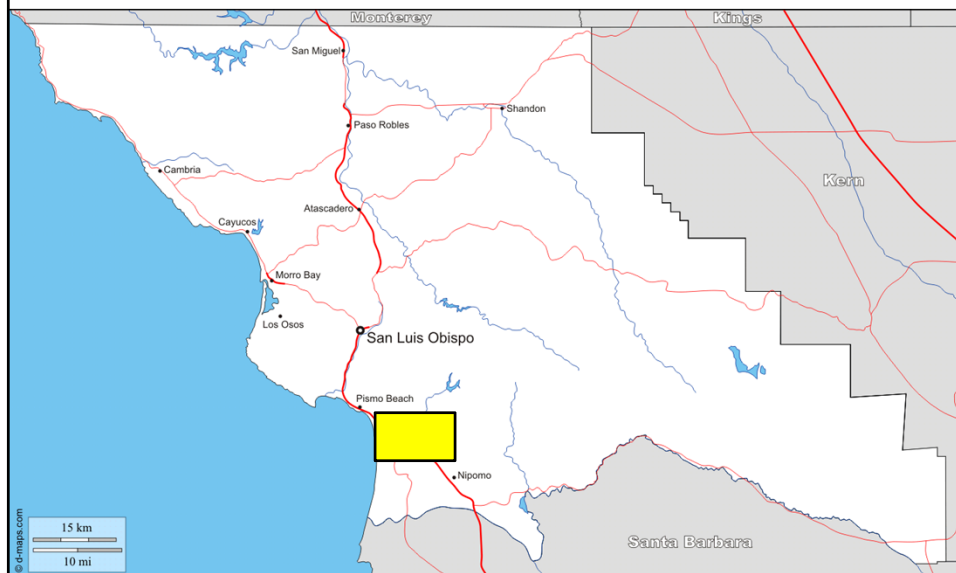 Monterey
Kings
San Miguel
Shandon
Paso Robles
Cambria
Kern
Atascadero
Cayucos
Morro Bay
Los Osos
San Luis Obispo
Pismo Beach
Nipomo
Santa Barbara
15 km
10 mi
© d-maps.com